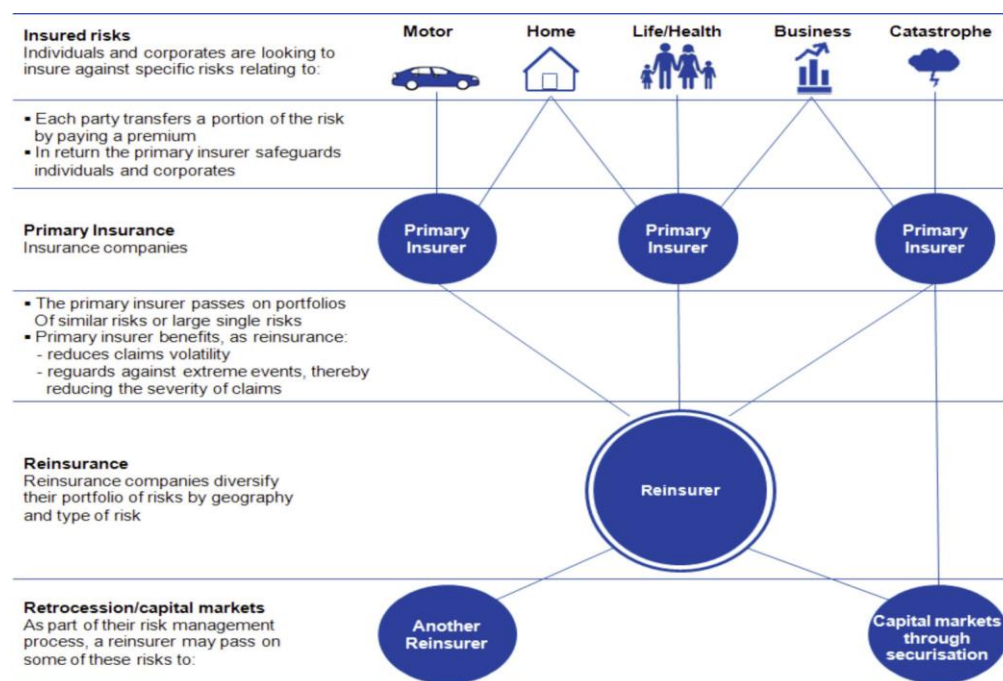 Insured risks
Individuals and corporates are looking to
insure against specific risks relating to:
Motor
Home
Life/Health
Business
Catastrophe
▪ Each party transfers a portion of the risk
by paying a premium
▪ In return the primary insurer safeguards
individuals and corporates
Primary Insurance
Insurance companies
Primary
Insurer
Primary
Insurer
Primary
Insurer
▪ The primary insurer passes on portfolios
Of similar risks or large single risks
▪ Primary insurer benefits, as reinsurance:
- reduces claims volatility
- reguards against extreme events, thereby
reducing the severity of claims
Reinsurance
Reinsurance companies diversify
their portfolio of risks by geography
and type of risk
Reinsurer
Retrocession/capital markets
As part of their risk management
process, a reinsurer may pass on
some of these risks to:
Another
Reinsurer
Capital markets
through
securisation